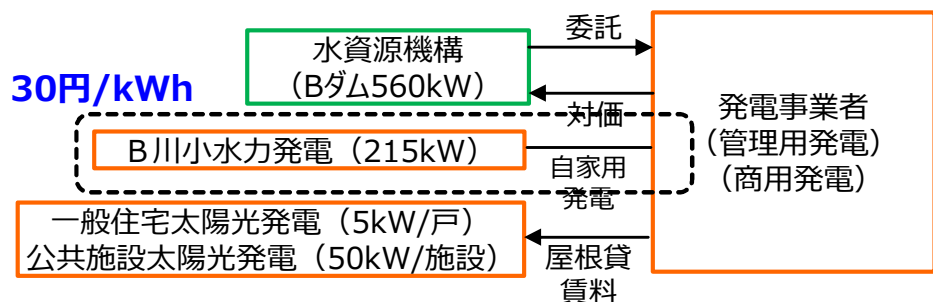 委託
水資源機構
（Bダム560kW）
30円/kWh
対価
発電事業者
（管理用発電）
（商用発電）
Ｂ川小水力発電（215kW）
自家用
発電
一般住宅太陽光発電（5kW/戸）
公共施設太陽光発電（50kW/施設）
屋根貸
賃料